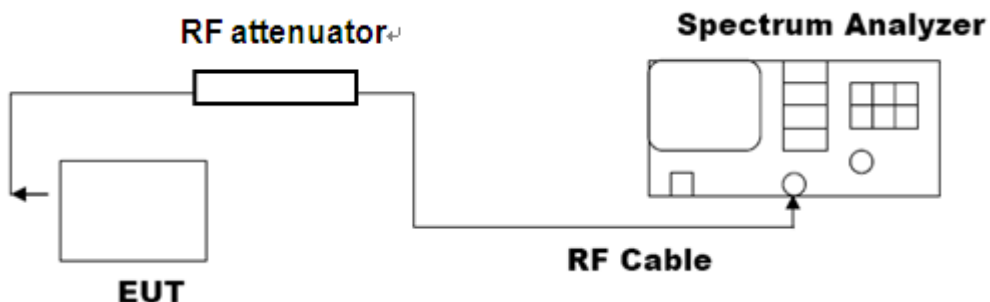 RF attenuator↵
Spectrum Analyzer
RF Cable
EUT